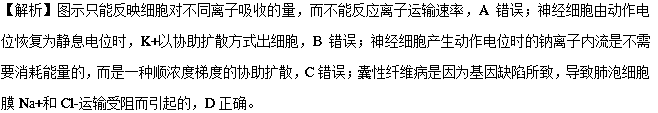 【解析】图示只能反映细胞对不同离子吸收的量，而不能反应离子运输速率，A 错误；神经细胞由动作电
位恢复为静息电位时，K+以协助扩散方式出细胞，B 错误；神经细胞产生动作电位时的钠离子内流是不需
要消耗能量的，而是一种顺浓度梯度的协助扩散，C 错误；囊性纤维病是因为基因缺陷所致，导致肺泡细胞
膜 Na+和 Cl-运输受阻而引起的，D 正确。